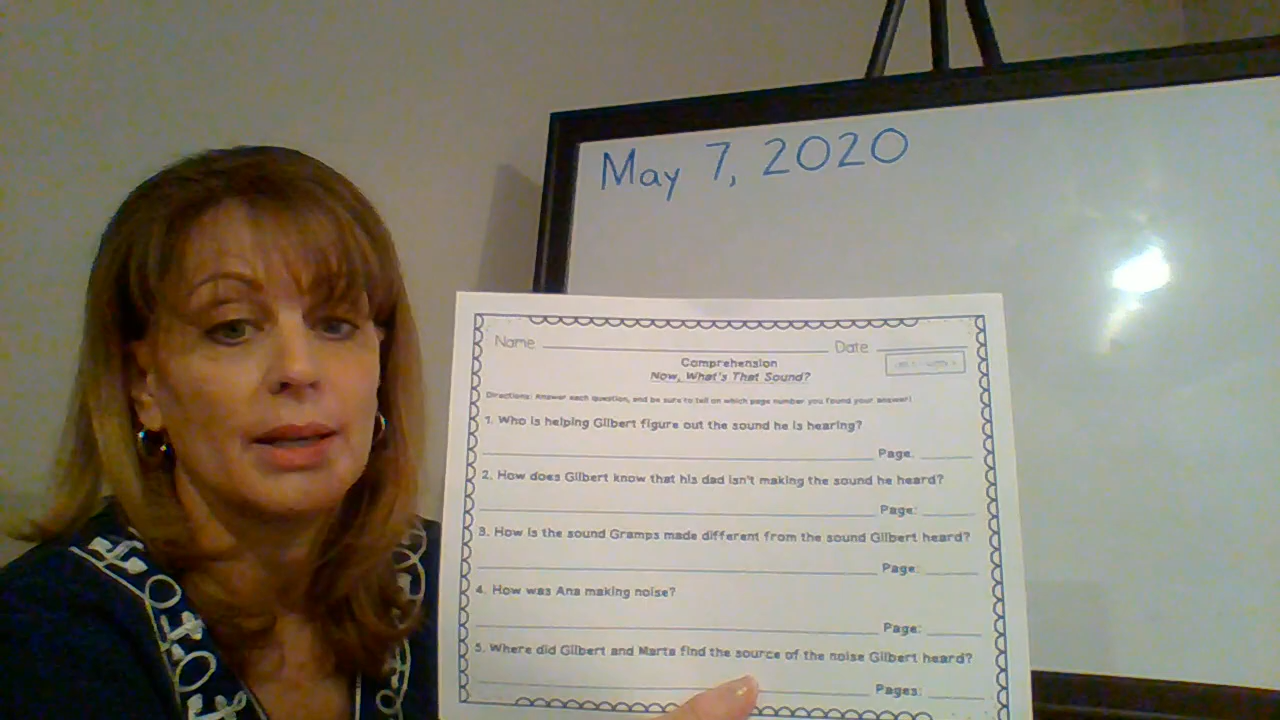 May 7, 2020
Name Date
Comprehension
Now, What's That Sound?
Directions: Answer each question, and be sure to tell on which page number you found your answer!
1. Who is helping Gilbert figure out the sound he is hearing?
Page:
2. How does Gilbert know that his dad isn't making the sound he heard?
Page:
3. How is the sound Gramps made different from the sound Gilbert heard?
Page:
4. How was Ana making noise?
Page:
5. Where did Gilbert and Marta find the source of the noise Gilbert heard?
Pages: